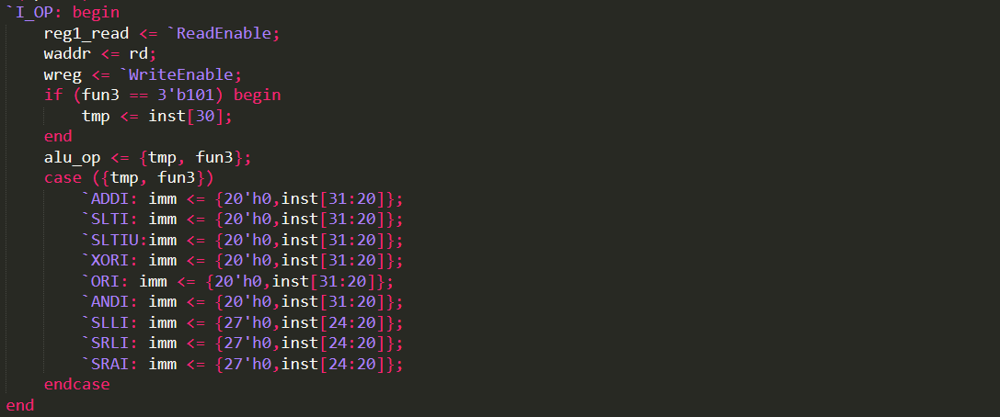 `I_OP: begin
    reg1_read <= `ReadEnable;
    waddr <= rd;
    wreg <= `WriteEnable;
    if (fun3 == 3'b101) begin
        tmp <= inst[30];
    end
    alu_op <= {tmp, fun3};
    case ({tmp, fun3})
        `ADDI: imm <= {20'h0,inst[31:20]};
        `SLTI: imm <= {20'h0,inst[31:20]};
        `SLTIU:imm <= {20'h0,inst[31:20]};
        `XORI: imm <= {20'h0,inst[31:20]};
        `ORI: imm <= {20'h0,inst[31:20]};
        `ANDI: imm <= {20'h0,inst[31:20]};
        `SLLI: imm <= {27'h0,inst[24:20]};
        `SRLI: imm <= {27'h0,inst[24:20]};
        `SRAI: imm <= {27'h0,inst[24:20]};
    endcase
end